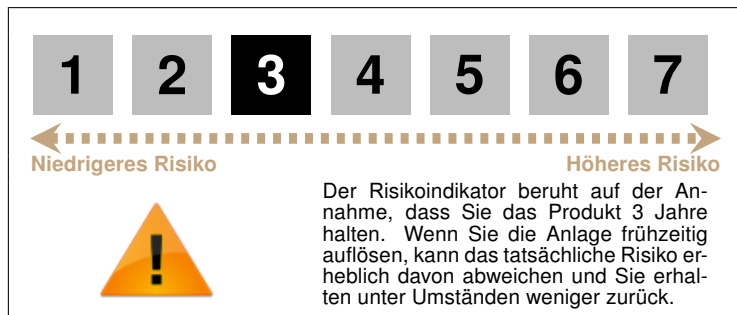 1 2 3 4 5 6 7
Niedrigeres Risiko Höheres Risiko
Der Risikoindikator beruht auf der An-
nahme, dass Sie das Produkt 3 Jahre
halten. Wenn Sie die Anlage frühzeitig
auflösen, kann das tatsächliche Risiko er-
heblich davon abweichen und Sie erhal-
ten unter Umständen weniger zurück.
!